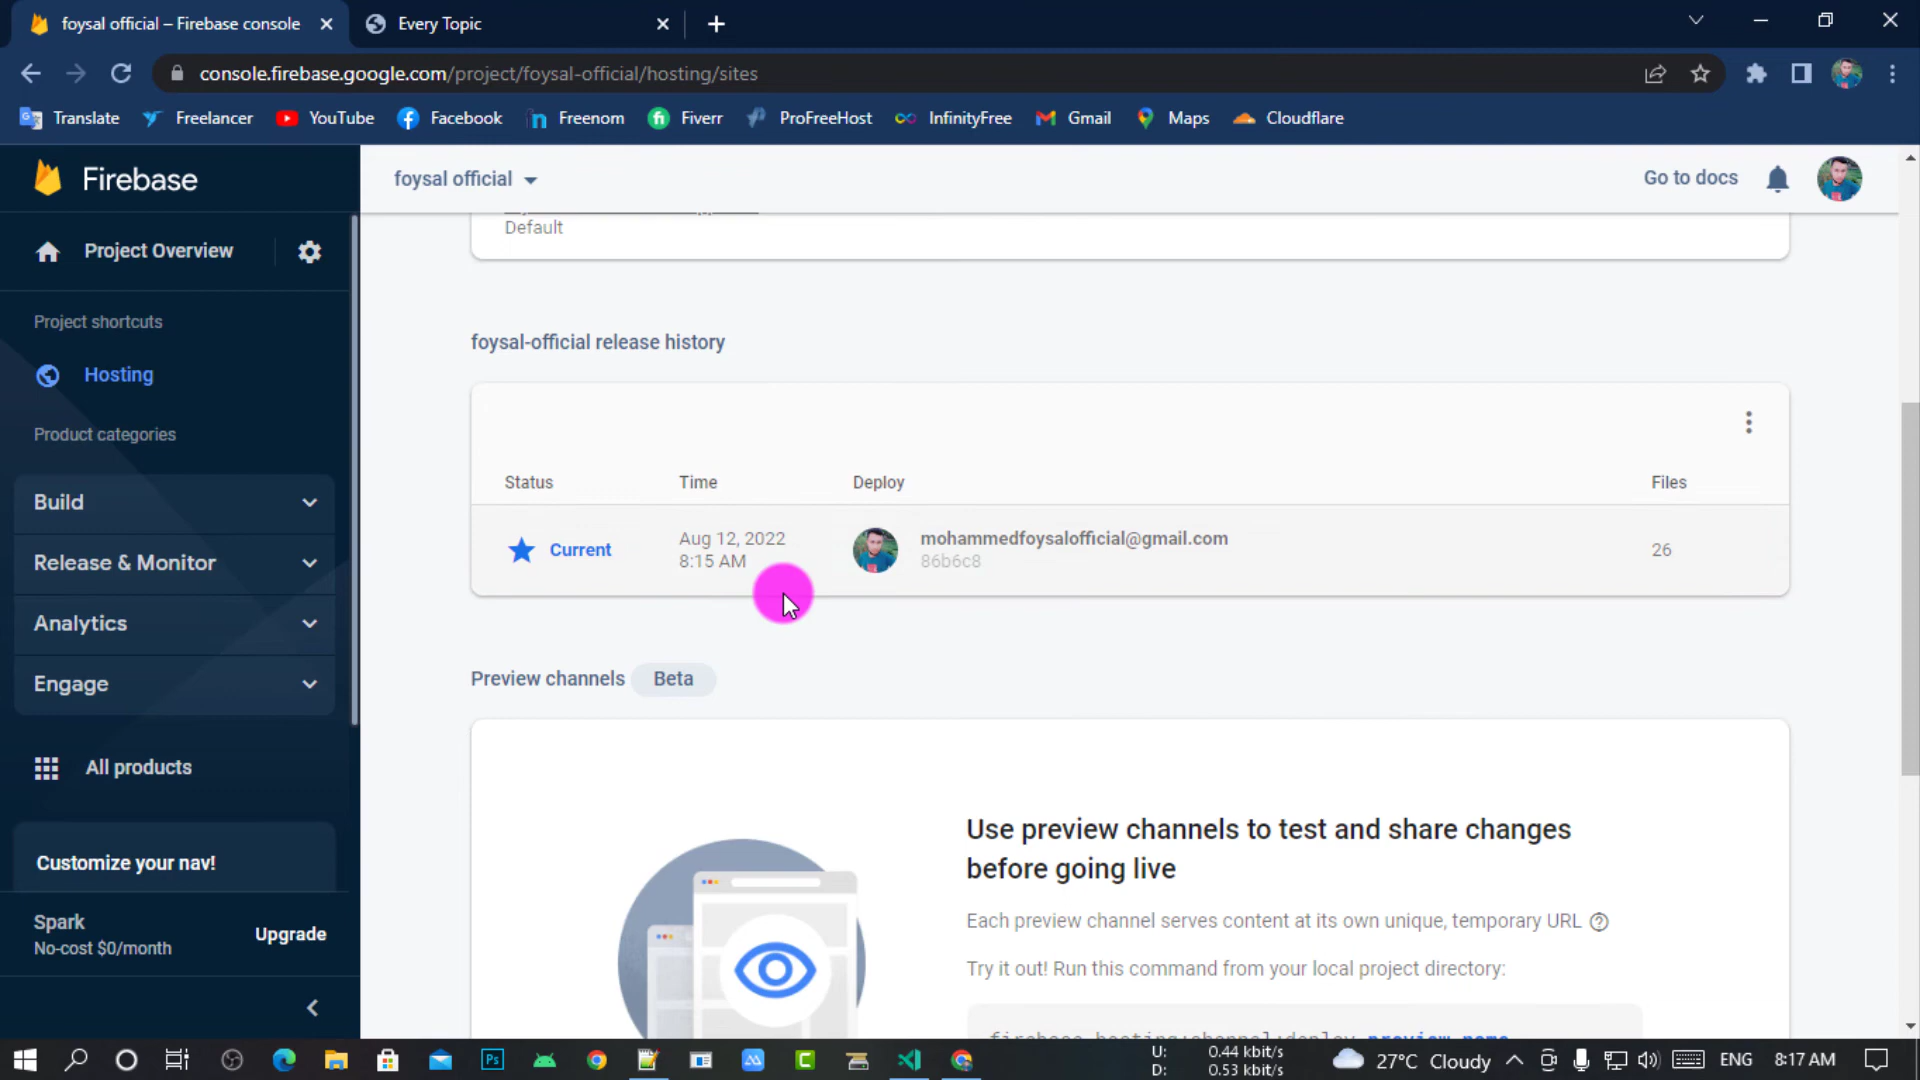 foysal official – Firebase console
Every Topic
console.firebase.google.com/project/foysal-official/hosting/sites
Translate
Freelancer
YouTube
Facebook
Freenom
Fiverr
ProFreeHost
InfinityFree
Gmail
Maps
Cloudflare
Firebase
foysal official
Go to docs
Project Overview
Project shortcuts
Hosting
Product categories
Build
Release & Monitor
Analytics
Engage
All products
Customize your nav!
Spark
No-cost $0/month
Upgrade
Default
foysal-official release history
Status
Time
Deploy
Files
Current
Aug 12, 2022
8:15 AM
mohammedfoysalofficial@gmail.com
86b6c8
26
Preview channels
Beta
Use preview channels to test and share changes
before going live
Each preview channel serves content at its own unique, temporary URL
Try it out! Run this command from your local project directory:
firebase hosting:channel:deploy preview_name
U: 0.44 kbit/s
D: 0.53 kbit/s
27°C Cloudy
ENG
8:17 AM